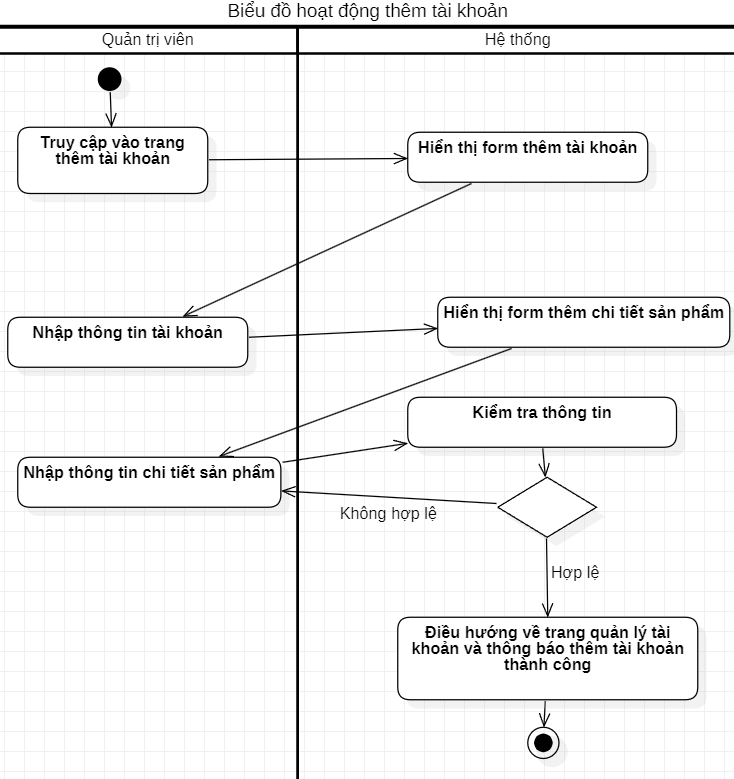 Biểu đồ hoạt động thêm tài khoản
Quản trị viên
Hệ thống
Truy cập vào trang
thêm tài khoản
Hiển thị form thêm tài khoản
Nhập thông tin tài khoản
Hiển thị form thêm chi tiết sản phẩm
Kiểm tra thông tin
Nhập thông tin chi tiết sản phẩm
Không hợp lệ
Hợp lệ
Điều hướng về trang quản lý tài
khoản và thông báo thêm tài khoản
thành công